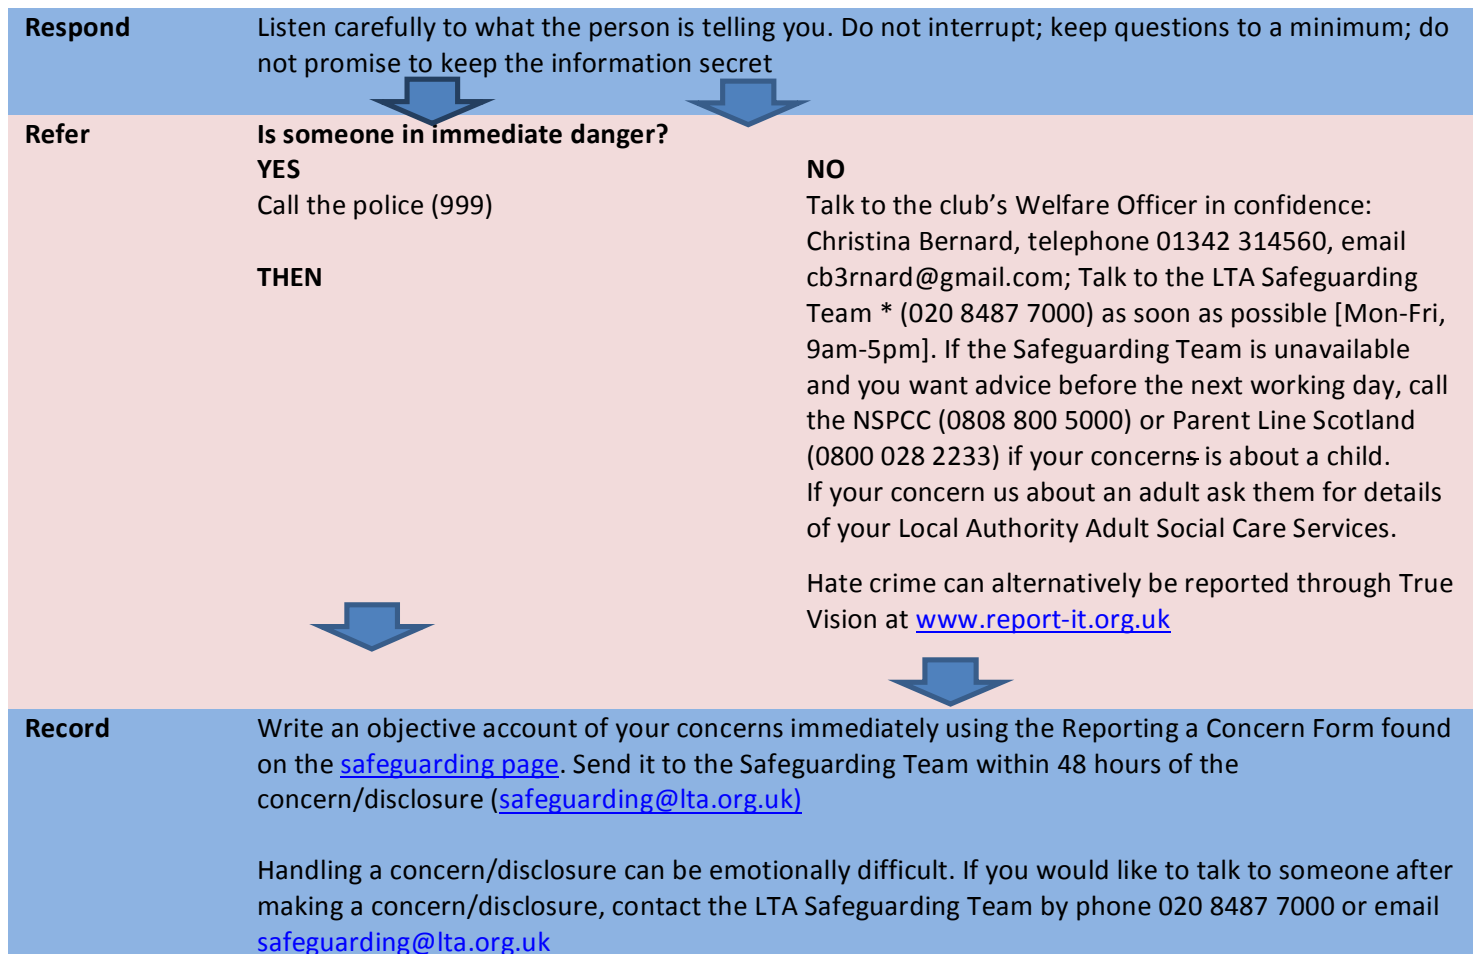 Respond
Listen carefully to what the person is telling you. Do not interrupt; keep questions to a minimum; do
not promise to keep the information secret
Refer
Is someone in immediate danger?
YES
Call the police (999)
THEN
NO
Talk to the club’s Welfare Officer in confidence:
Christina Bernard, telephone 01342 314560, email
cb3rnard@gmail.com; Talk to the LTA Safeguarding
Team * (020 8487 7000) as soon as possible [Mon-Fri,
9am-5pm]. If the Safeguarding Team is unavailable
and you want advice before the next working day, call
the NSPCC (0808 800 5000) or Parent Line Scotland
(0800 028 2233) if your concerns is about a child.
If your concern us about an adult ask them for details
of your Local Authority Adult Social Care Services.
Hate crime can alternatively be reported through True
Vision at www.report-it.org.uk
Record
Write an objective account of your concerns immediately using the Reporting a Concern Form found
on the safeguarding page. Send it to the Safeguarding Team within 48 hours of the
concern/disclosure (safeguarding@lta.org.uk)
Handling a concern/disclosure can be emotionally difficult. If you would like to talk to someone after
making a concern/disclosure, contact the LTA Safeguarding Team by phone 020 8487 7000 or email
safeguarding@lta.org.uk